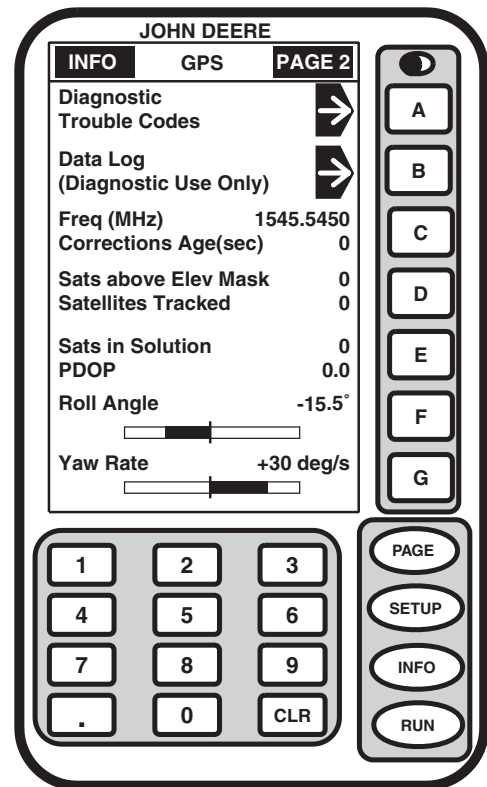 JOHN DEERE
INFO GPS PAGE 2
Diagnostic
Trouble Codes
Data Log
(Diagnostic Use Only)
Freq (MHz) 1545.5450
Corrections Age(sec) 0
Sats above Elev Mask 0
Satellites Tracked 0
Sats in Solution 0
PDOP 0.0
Roll Angle -15.5°
Yaw Rate +30 deg/s
A
B
C
D
E
F
G
PAGE
SETUP
INFO
RUN
1 2 3
4 5 6
7 8 9
. 0 CLR